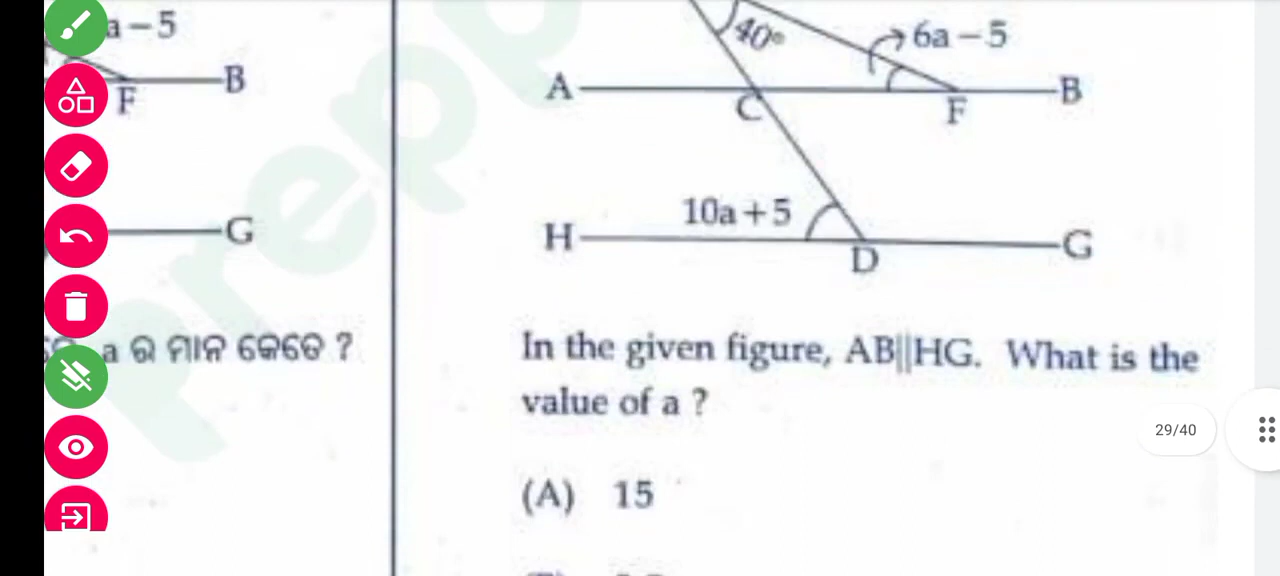 a – 5
B
F
G
a ର ମାନ କେତେ ?
40°
6a – 5
A
B
C
F
10a + 5
H
G
D
In the given figure, AB||HG. What is the
value of a ?
(A) 15
29/40
prepp